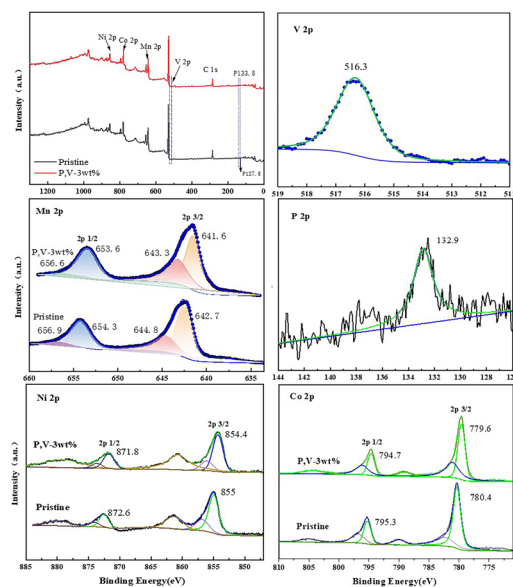 Ni 2p
Co 2p
Mn 2p
V 2p
C 1s
P133.5
P127.8
Pristine
P,V-3wt%
Intensity (a.u.)
1000 800 600 400 200 0
V 2p
516.3
519 518 517 516 515 514 513 512 511
Mn 2p
2p 3/2
2p 1/2
641.6
P,V-3wt%
653.6
643.3
656.6
Pristine
642.7
654.3
644.8
656.9
Intensity (a.u.)
660 655 650 645 640 635
P 2p
132.9
144 142 140 138 136 134 132 130 128 126
Ni 2p
2p 3/2
2p 1/2
854.4
P,V-3wt%
871.8
855
Pristine
872.6
Intensity (a.u.)
885 880 875 870 865 860 855 850
Binding Energy(eV)
Co 2p
2p 3/2
2p 1/2
779.6
P,V-3wt%
794.7
780.4
Pristine
795.3
810 805 800 795 790 785 780 775
Binding Energy(eV)